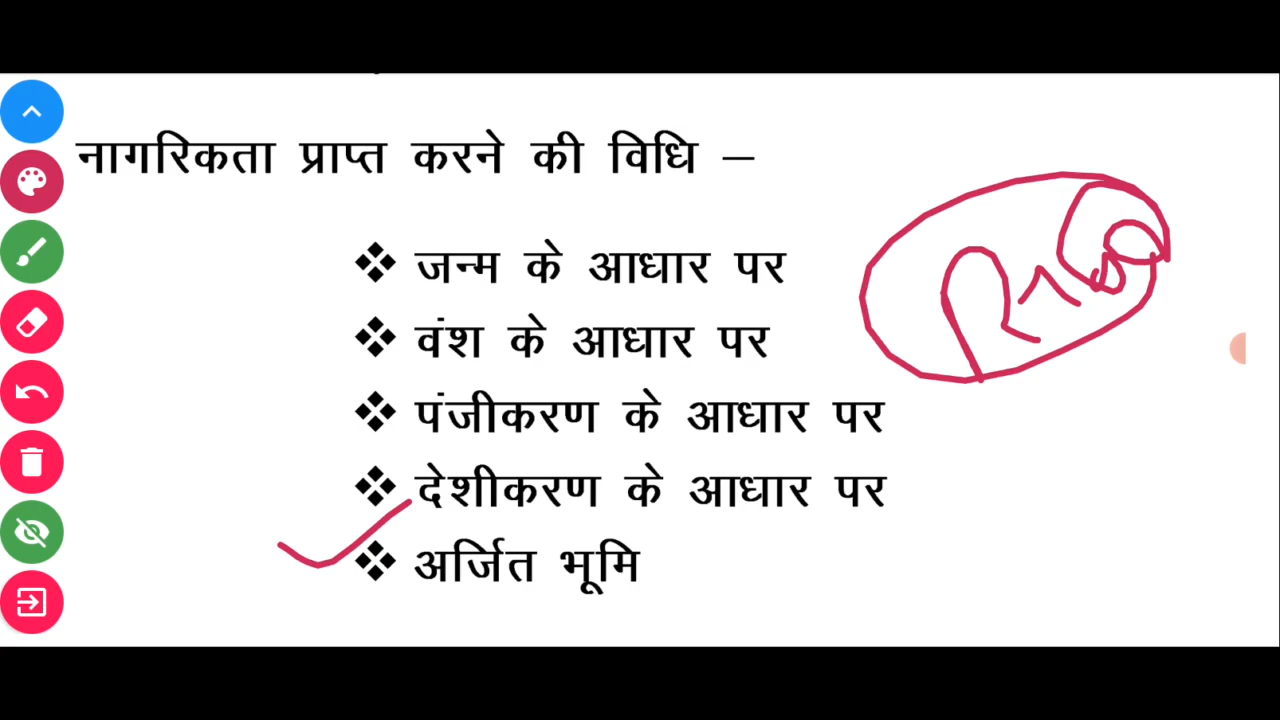 नागरिकता प्राप्त करने की विधि –
❖ जन्म के आधार पर
❖ वंश के आधार पर
❖ पंजीकरण के आधार पर
❖ देशीकरण के आधार पर
❖ अर्जित भूमि